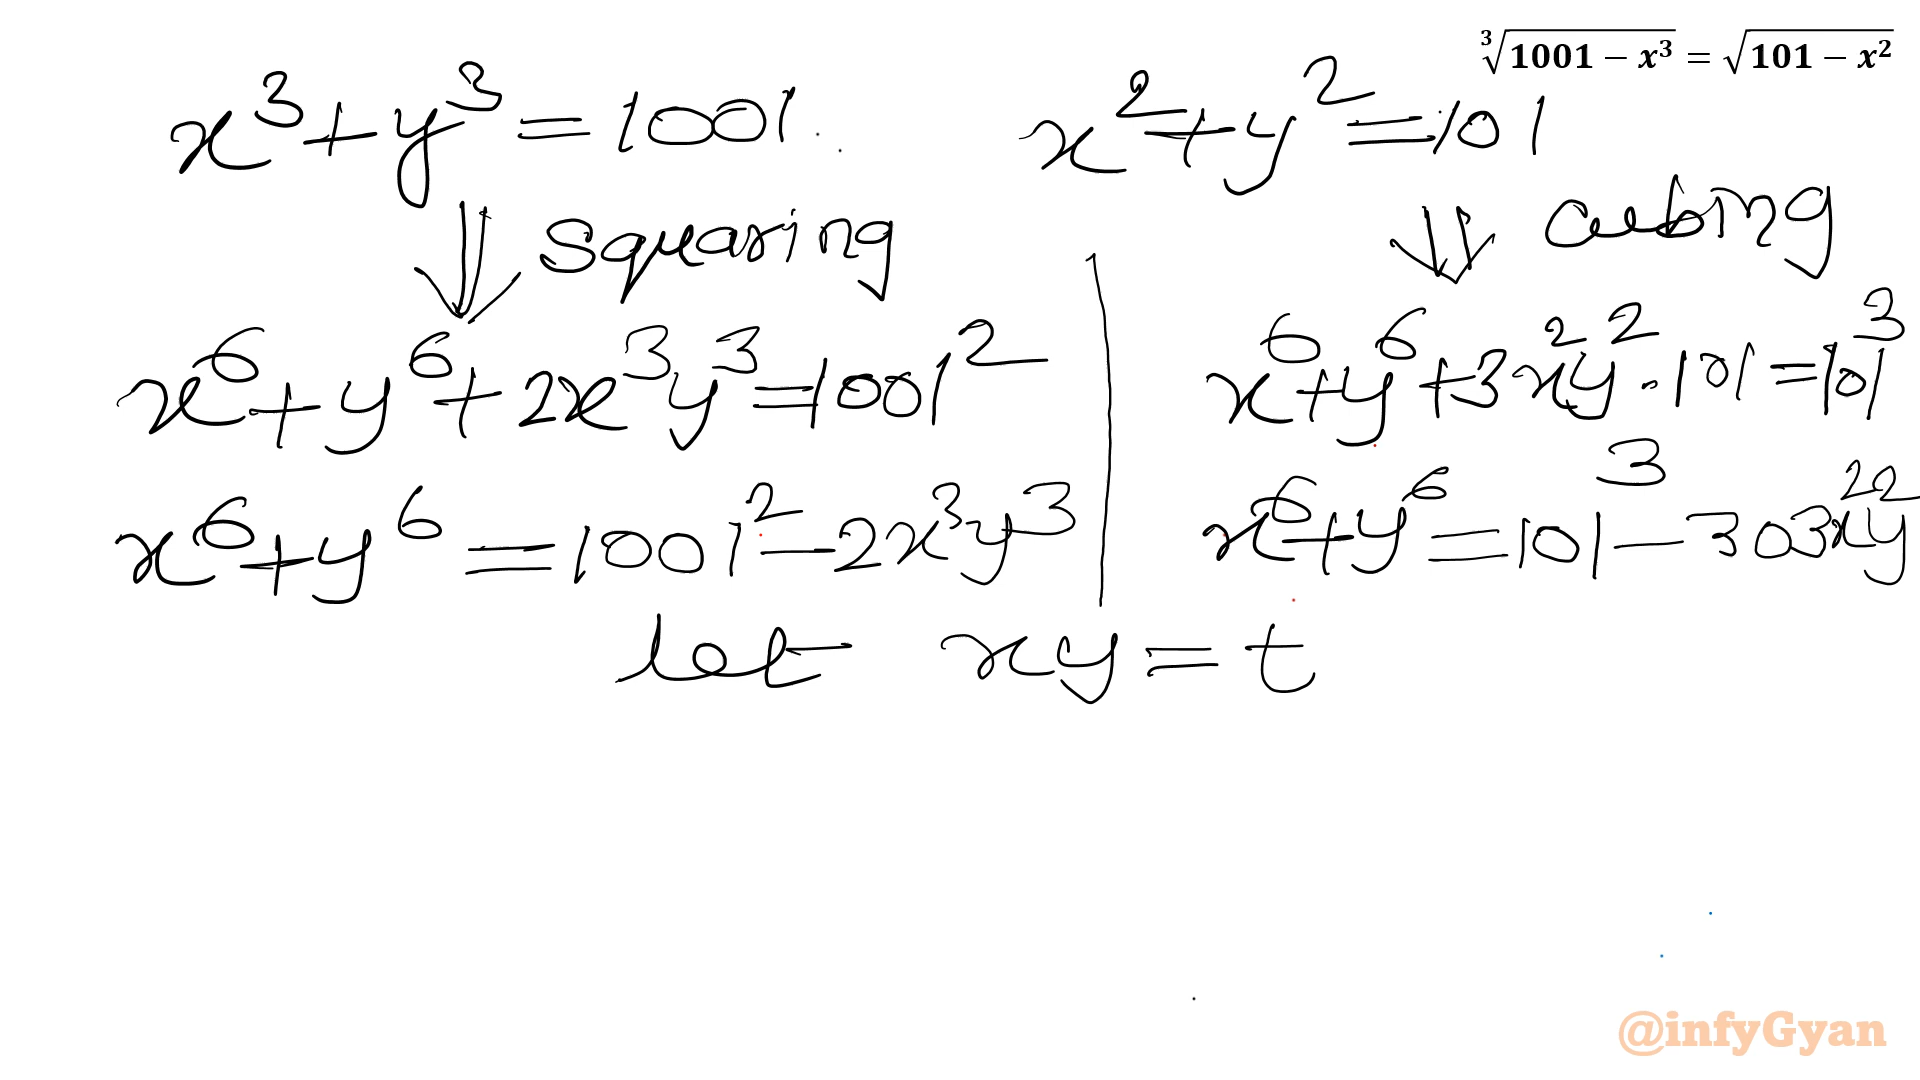 ∛(1001 − x³) = √(101 − x²)
x³ + y³ = 1001
x² + y² = 101
⇓ squaring
⇓ cubing
x⁶ + y⁶ + 2x³y³ = 1001²
x⁶ + y⁶ + 3x²y² · 101 = 101³
x⁶ + y⁶ = 1001² − 2x³y³
x⁶ + y⁶ = 101³ − 303x²y²
let xy = t
@infyGyan